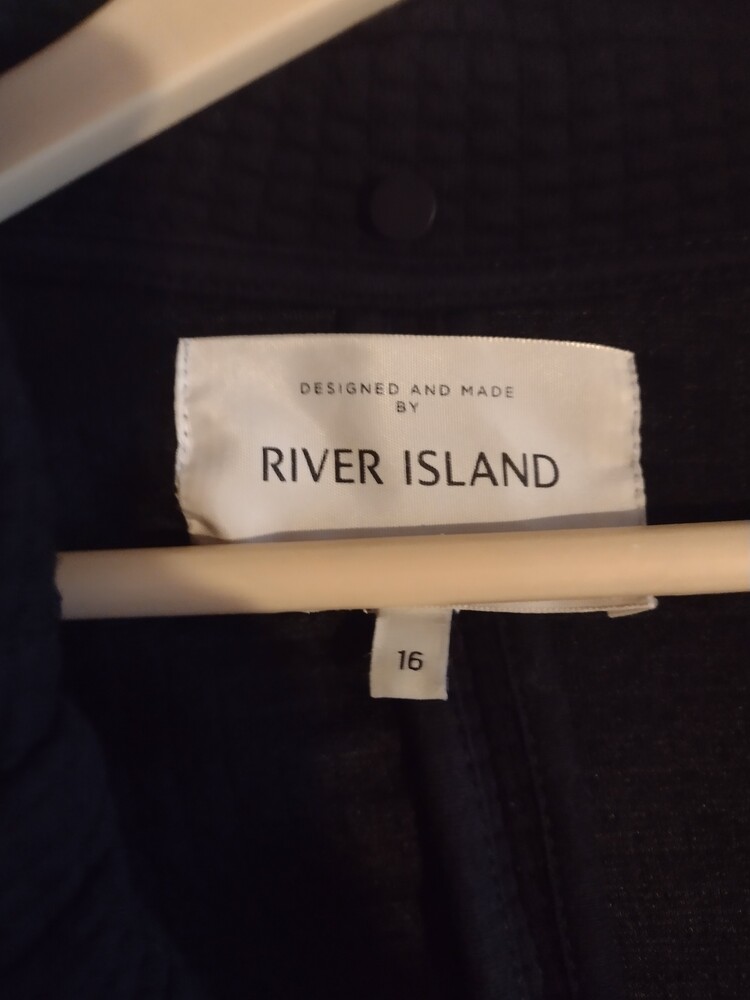 DESIGNED AND MADE
BY
RIVER ISLAND
16